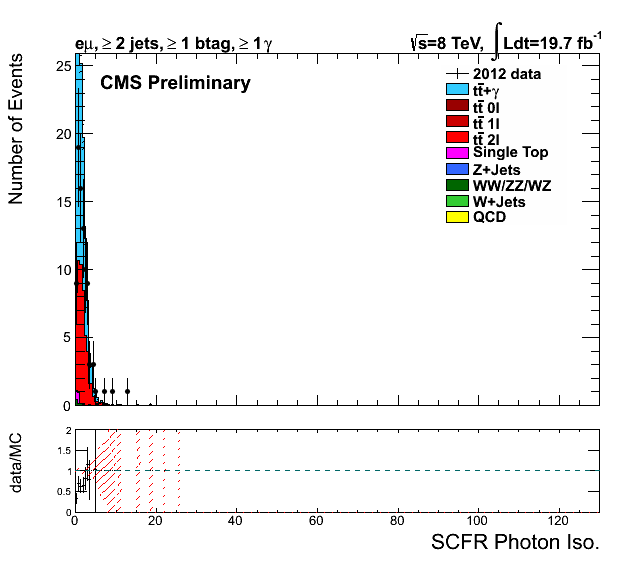 eμ, ≥ 2 jets, ≥ 1 btag, ≥ 1 γ
√s=8 TeV, ∫ Ldt=19.7 fb⁻¹
CMS Preliminary
Number of Events
25
20
15
10
5
0
2012 data
tt̄+γ
tt̄ 0l
tt̄ 1l
tt̄ 2l
Single Top
Z+Jets
WW/ZZ/WZ
W+Jets
QCD
data/MC
2
1.5
1
0.5
0
0 20 40 60 80 100 120
SCFR Photon Iso.